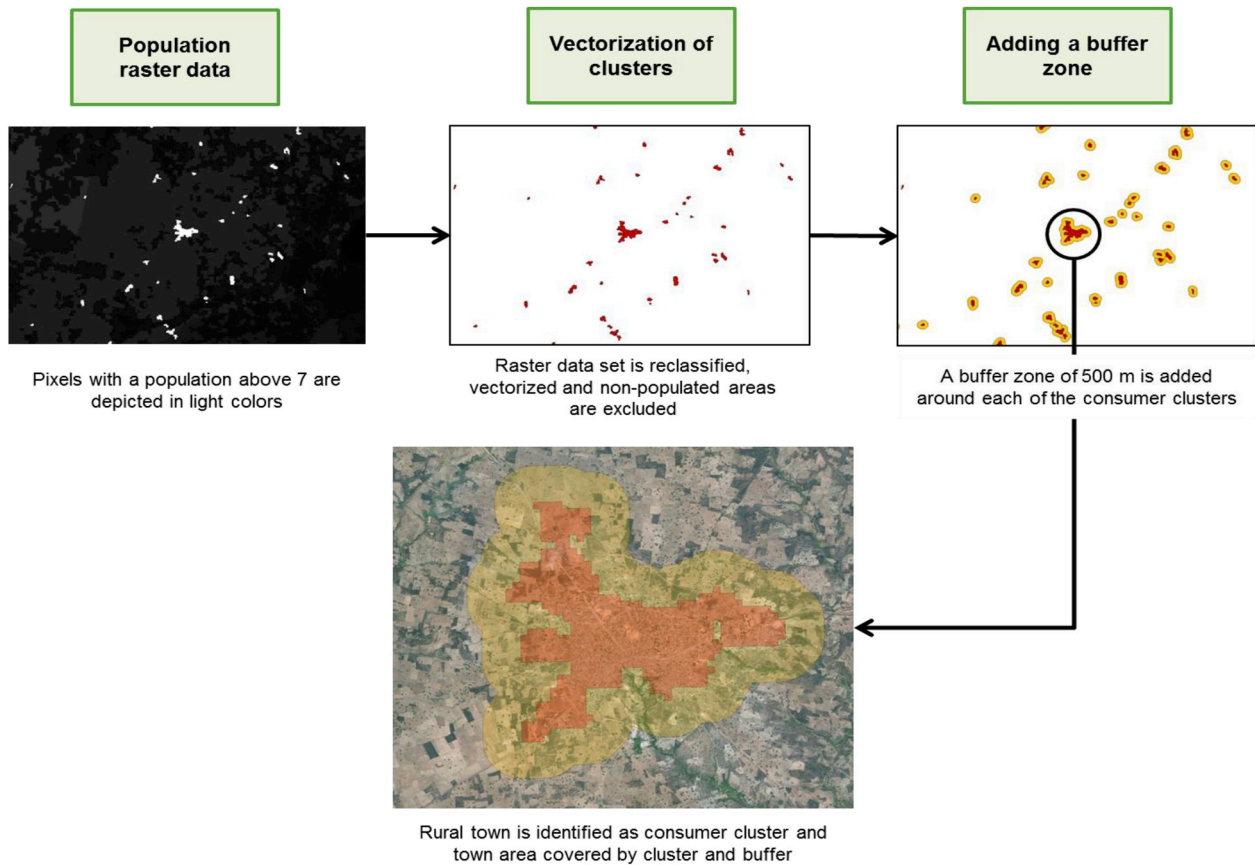 Population
raster data
Vectorization of
clusters
Adding a buffer
zone
Pixels with a population above 7 are
depicted in light colors
Raster data set is reclassified,
vectorized and non-populated areas
are excluded
A buffer zone of 500 m is added
around each of the consumer clusters
Rural town is identified as consumer cluster and
town area covered by cluster and buffer